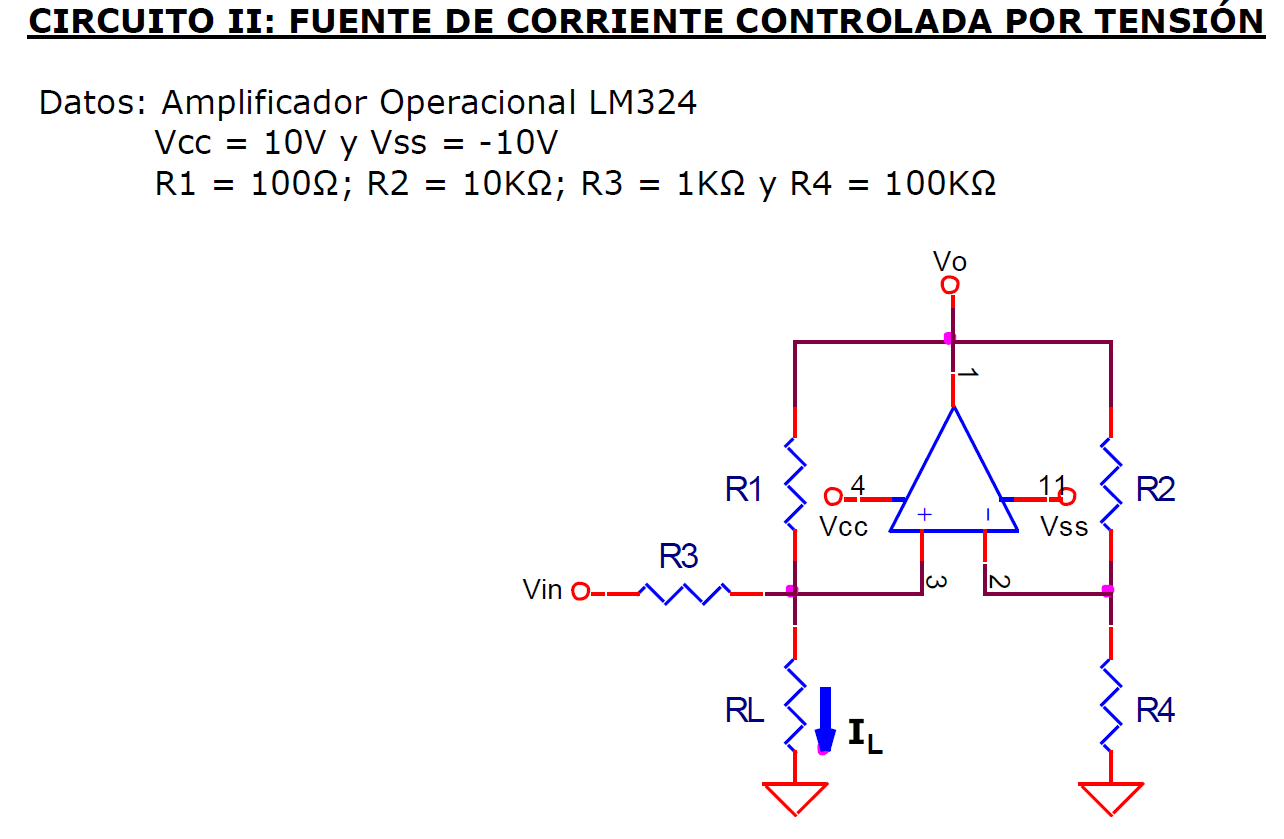 CIRCUITO II: FUENTE DE CORRIENTE CONTROLADA POR TENSIÓN
Datos: Amplificador Operacional LM324
Vcc = 10V y Vss = -10V
R1 = 100Ω; R2 = 10KΩ; R3 = 1KΩ y R4 = 100KΩ
Vo
1
R1
4
11
R2
+
-
Vcc
Vss
R3
Vin
3
2
RL
IL
R4